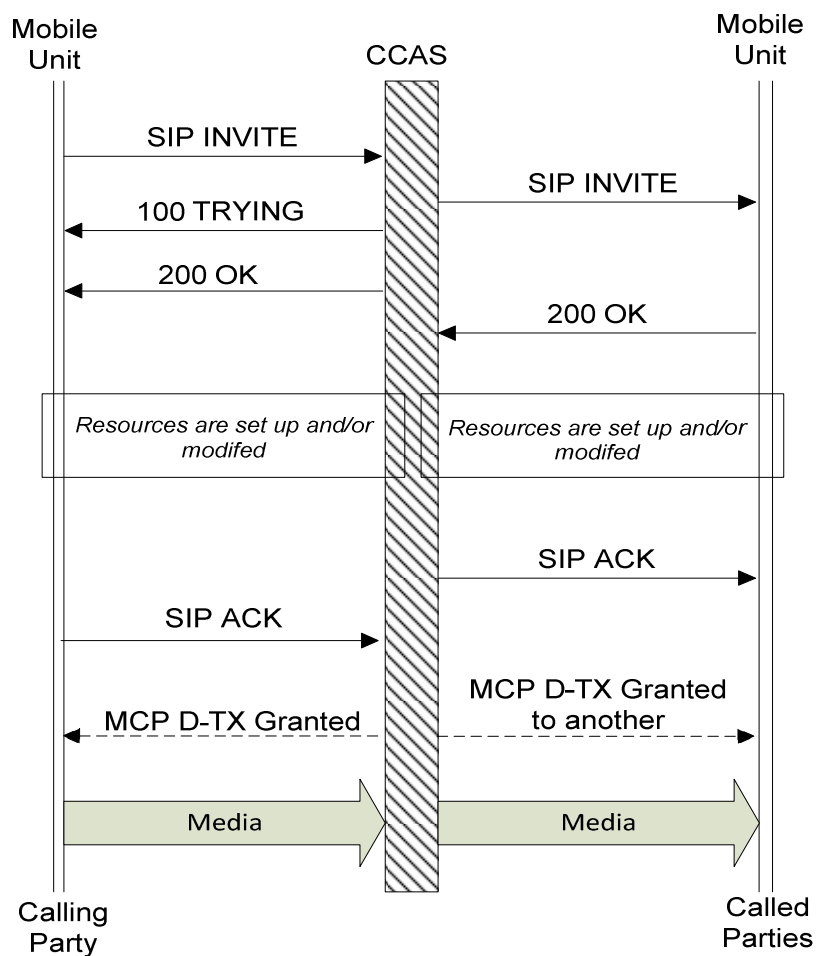 Mobile
Unit
CCAS
Mobile
Unit
SIP INVITE
SIP INVITE
100 TRYING
200 OK
200 OK
Resources are set up and/or
modifed
Resources are set up and/or
modifed
SIP ACK
SIP ACK
MCP D-TX Granted
MCP D-TX Granted
to another
Media
Media
Calling
Party
Called
Parties